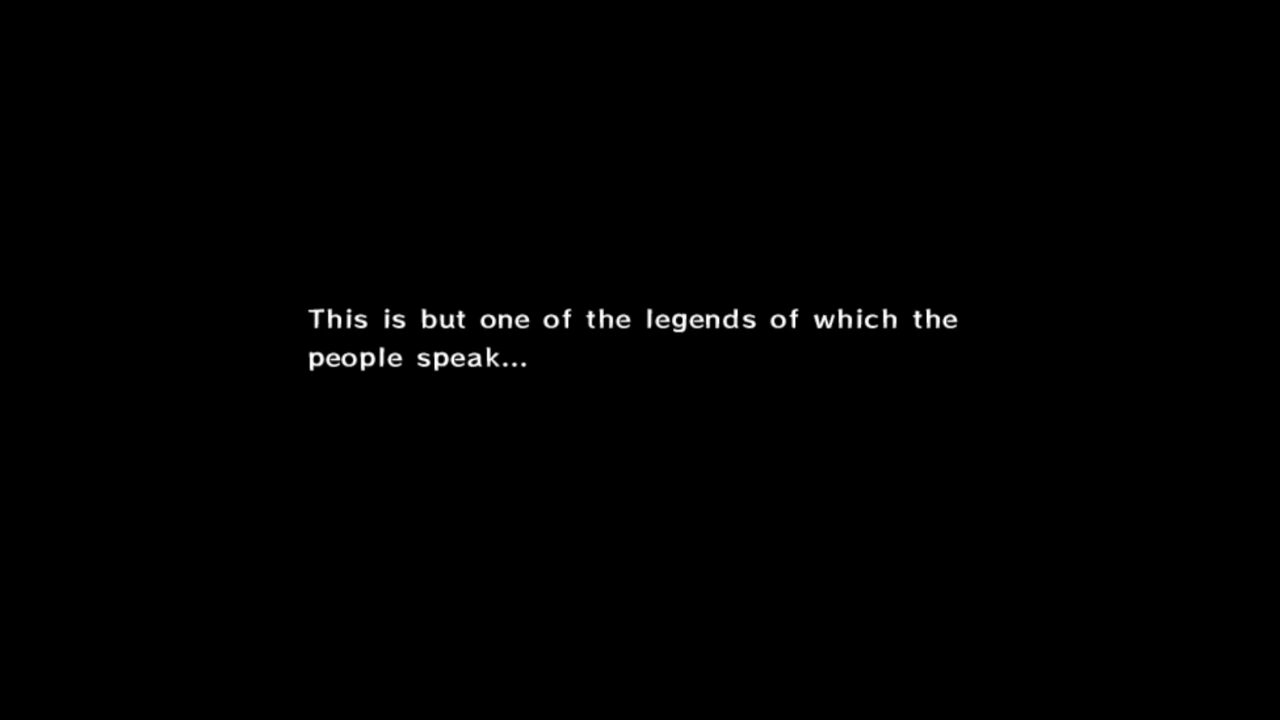 This is but one of the legends of which the
people speak...